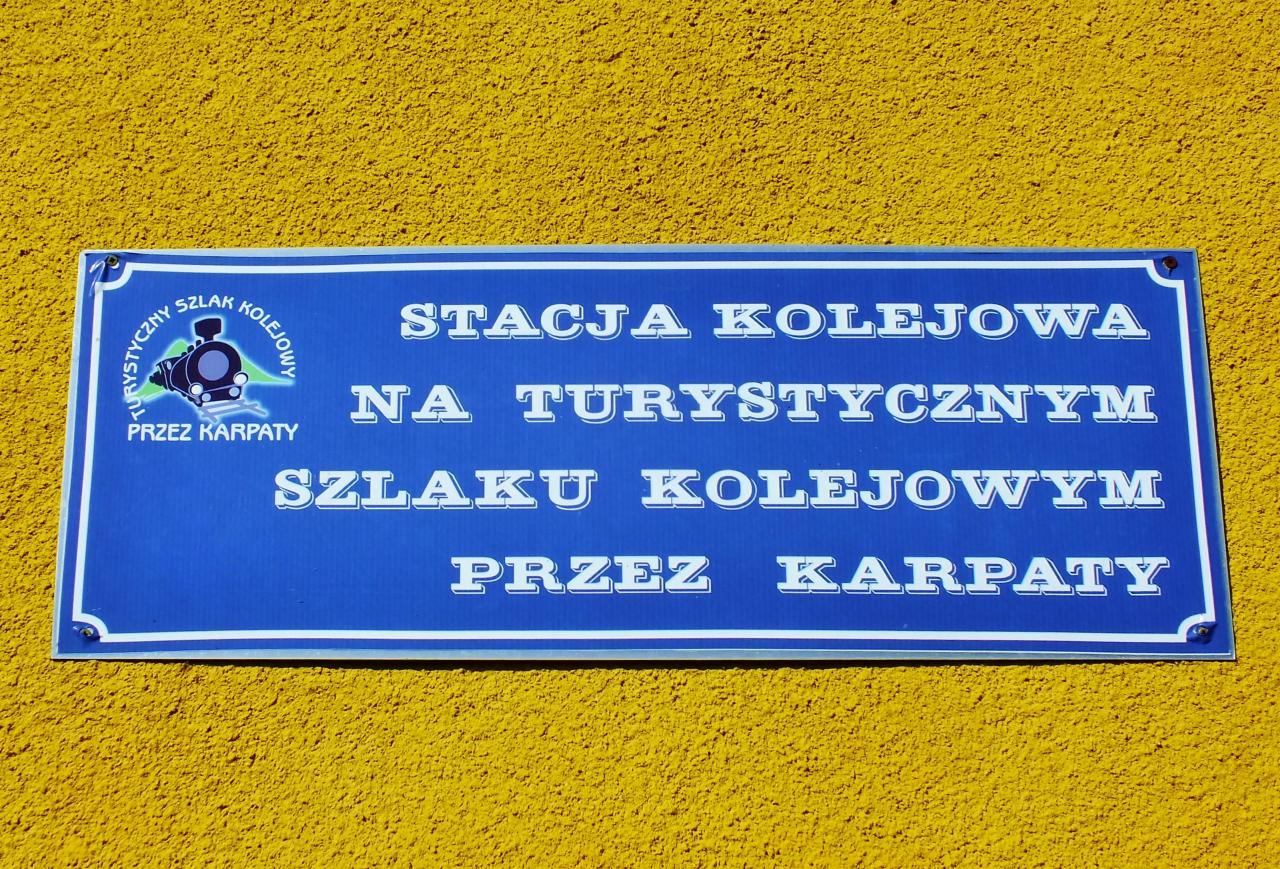 TURYSTYCZNY SZLAK KOLEJOWY
PRZEZ KARPATY
STACJA KOLEJOWA
NA TURYSTYCZNYM
SZLAKU KOLEJOWYM
PRZEZ KARPATY